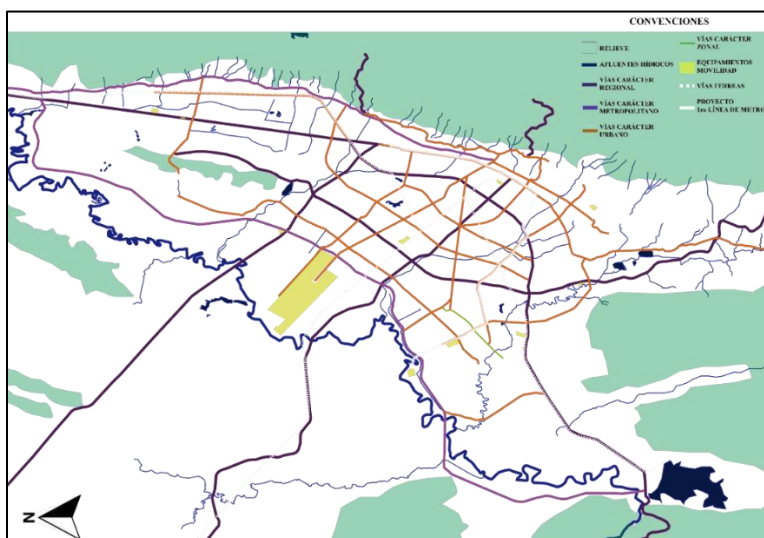 CONVENCIONES
RELIEVE
AFLUENTES HÍDRICOS
VÍAS CARÁCTER
REGIONAL
VÍAS CARÁCTER
METROPOLITANO
VÍAS CARÁCTER
URBANO
VÍAS CARÁCTER
ZONAL
EQUIPAMIENTOS
MOVILIDAD
VÍAS FERREAS
PROYECTO
1ra LÍNEA DE METRO
N